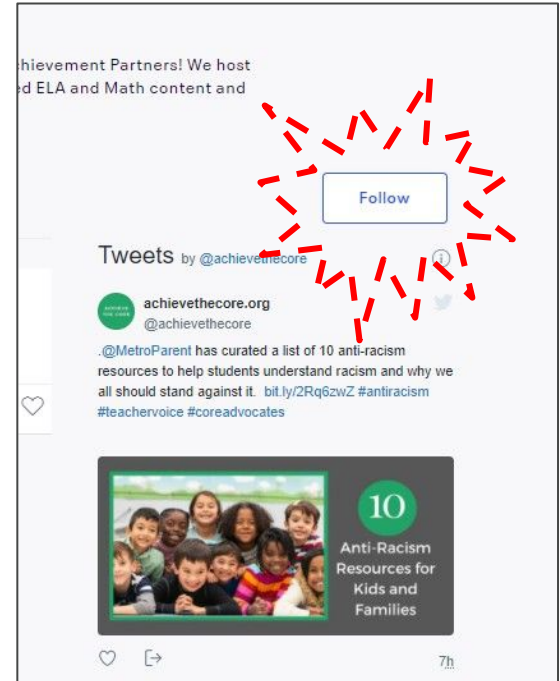 hievement Partners! We host
ed ELA and Math content and
Follow
Tweets by @achievethecore
achievethecore.org
@achievethecore
.@MetroParent has curated a list of 10 anti-racism
resources to help students understand racism and why we
all should stand against it. bit.ly/2Rq6zwZ #antiracism
#teachervoice #coreadvocates
10
Anti-Racism
Resources for
Kids and
Families
7h